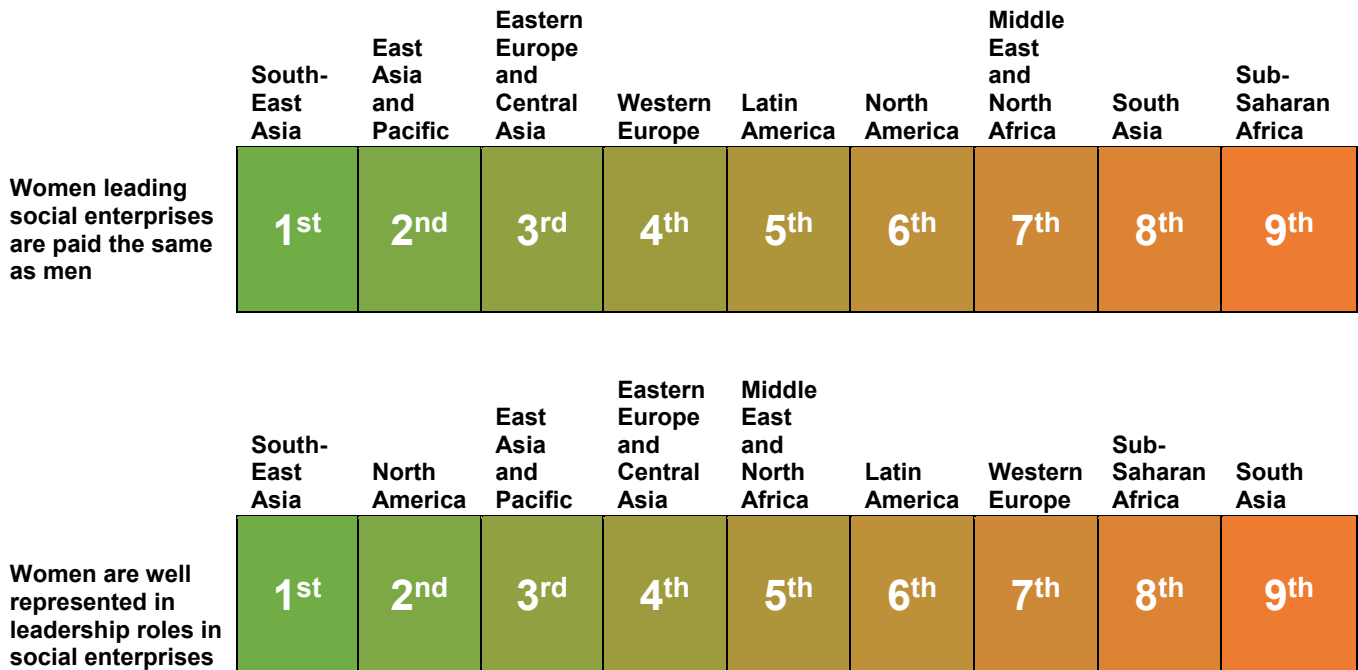 South-
East
Asia
East
Asia
and
Pacific
Eastern
Europe
and
Central
Asia
Western
Europe
Latin
America
North
America
Middle
East
and
North
Africa
South
Asia
Sub-
Saharan
Africa
Women leading
social enterprises
are paid the same
as men
1st
2nd
3rd
4th
5th
6th
7th
8th
9th
South-
East
Asia
North
America
East
Asia
and
Pacific
Eastern
Europe
and
Central
Asia
Middle
East
and
North
Africa
Latin
America
Western
Europe
Sub-
Saharan
Africa
South
Asia
Women are well
represented in
leadership roles in
social enterprises
1st
2nd
3rd
4th
5th
6th
7th
8th
9th